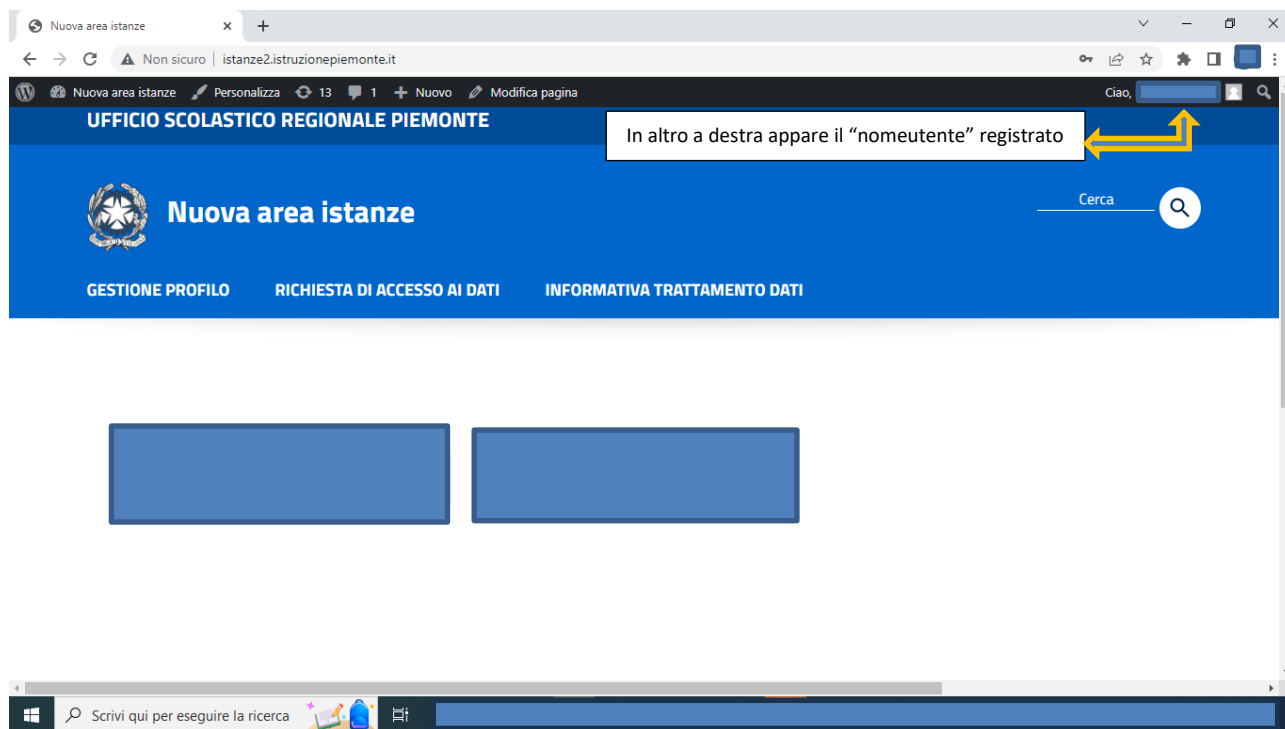 Nuova area istanze
Non sicuro | istanze2.istruzionepiemonte.it
Nuova area istanze Personalizza 13 1 Nuovo Modifica pagina Ciao,
UFFICIO SCOLASTICO REGIONALE PIEMONTE
In altro a destra appare il “nomeutente” registrato
Nuova area istanze
Cerca
GESTIONE PROFILO RICHIESTA DI ACCESSO AI DATI INFORMATIVA TRATTAMENTO DATI
Scrivi qui per eseguire la ricerca